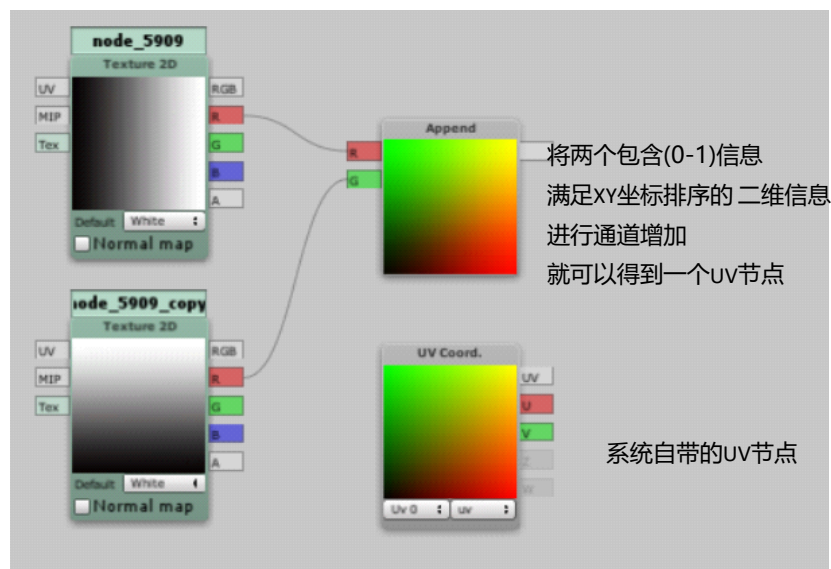 node_5909
Texture 2D
UV
RGB
MIP
R
Tex
G
B
A
Default White
Normal map
Append
R
G
将两个包含(0-1)信息
满足XY坐标排序的 二维信息
进行通道增加
就可以得到一个UV节点
node_5909_copy
Texture 2D
UV
RGB
MIP
R
Tex
G
B
A
Default White
Normal map
UV Coord.
UV
U
V
Z
W
Uv 0
uv
系统自带的UV节点